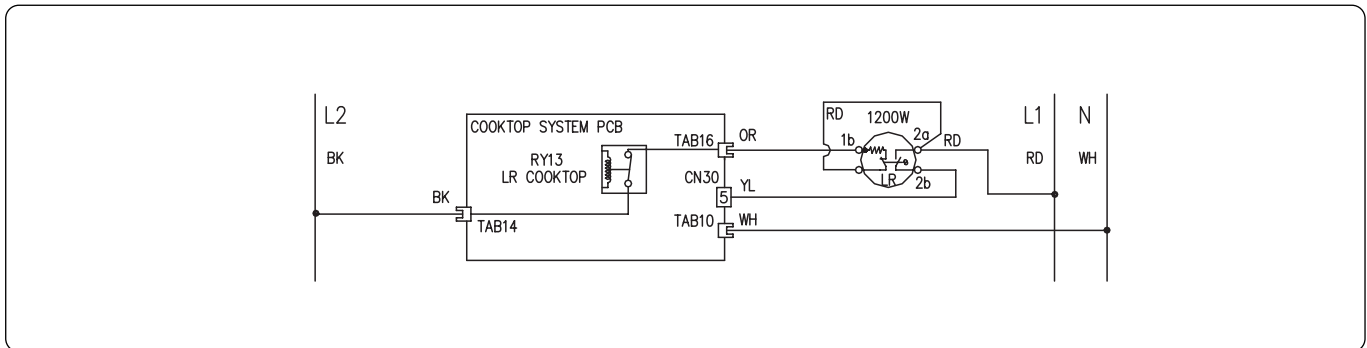 L2
BK
COOKTOP SYSTEM PCB
RY13
LR COOKTOP
BK
TAB14
TAB16
OR
CN30
5
YL
TAB10
WH
RD
1200W
1b
2a
RD
LR
2b
L1
RD
N
WH